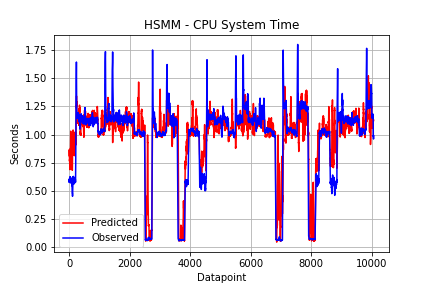 HSMM - CPU System Time
1.75
1.50
1.25
1.00
0.75
0.50
0.25
0.00
Seconds
Predicted
Observed
0 2000 4000 6000 8000 10000
Datapoint